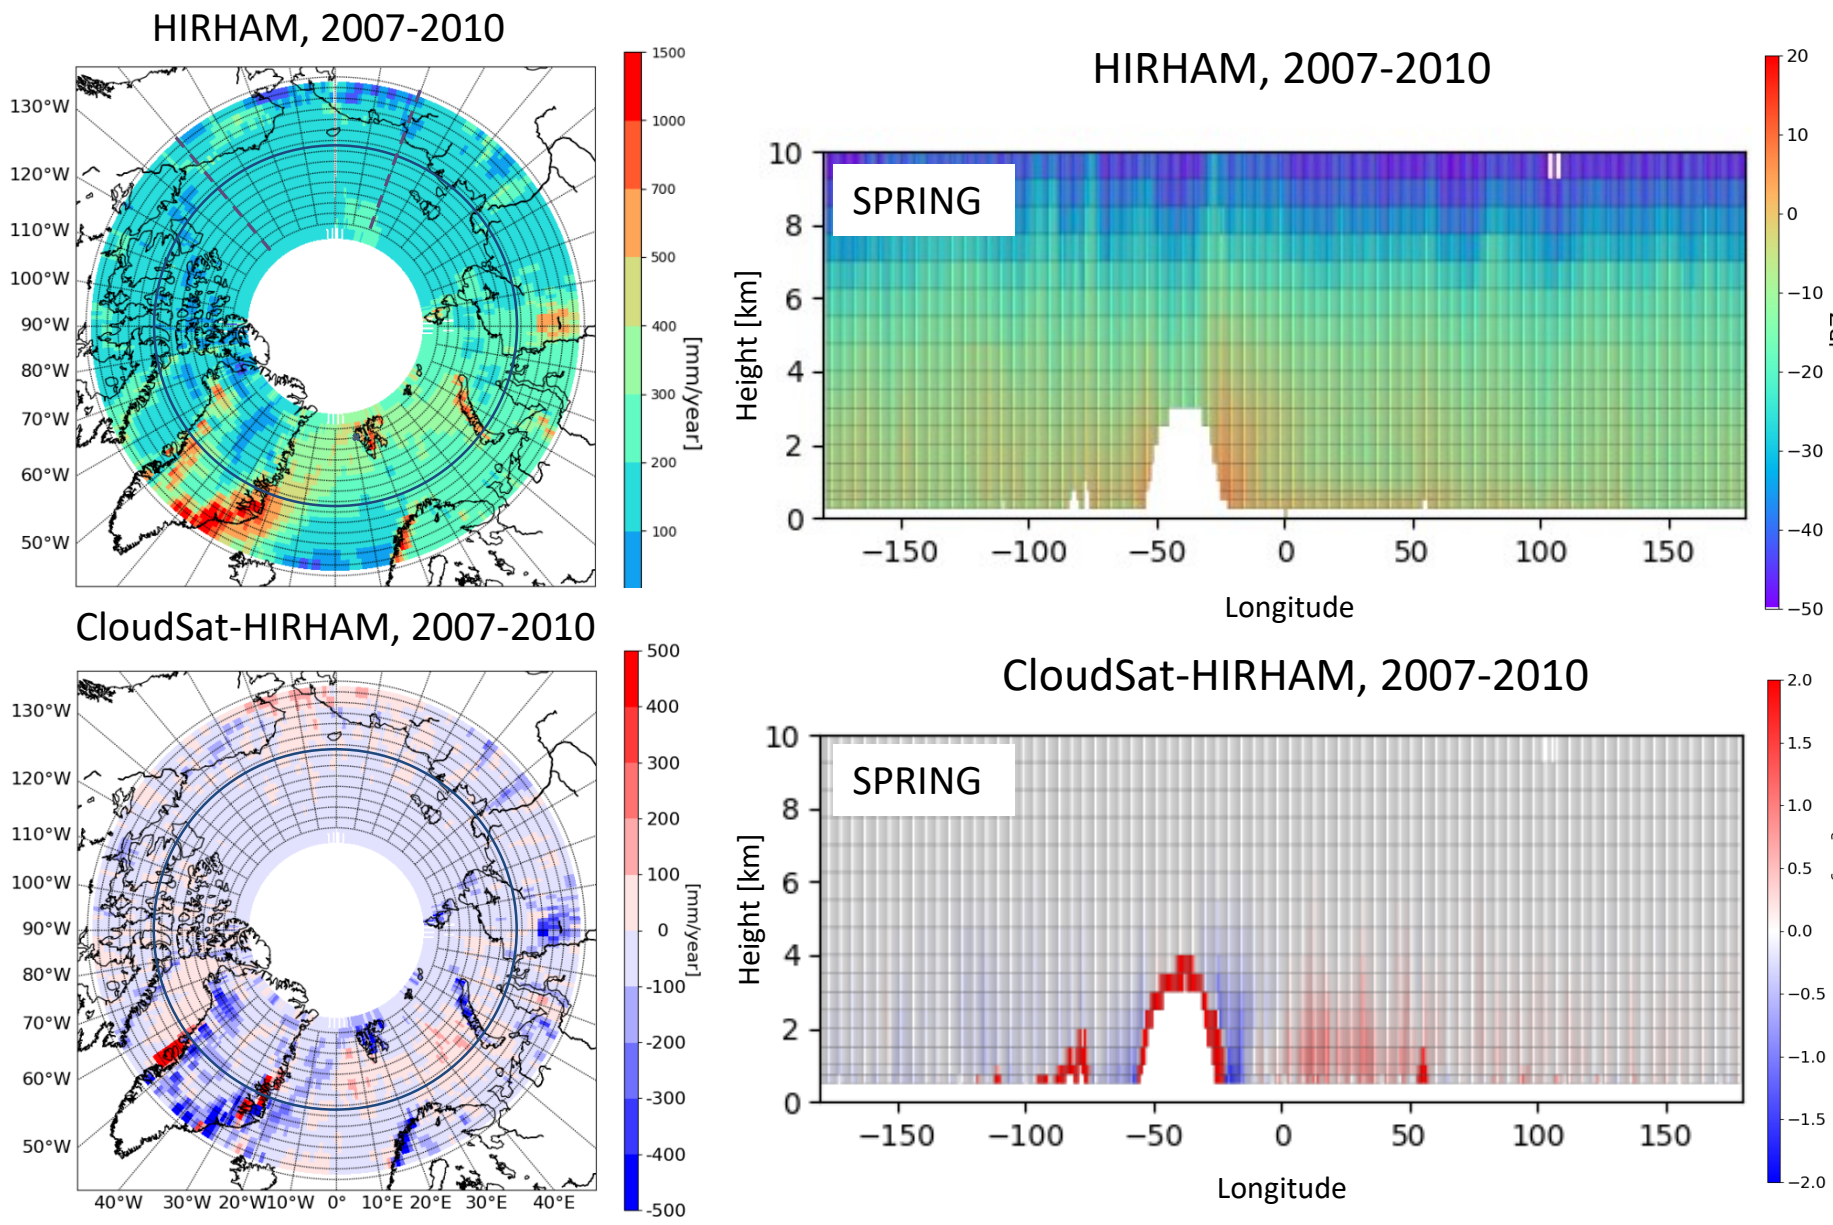 HIRHAM, 2007-2010
1500
1000
700
500
400
300
200
100
[mm/year]
130°W
120°W
110°W
100°W
90°W
80°W
70°W
60°W
50°W
HIRHAM, 2007-2010
SPRING
10
8
6
4
2
0
Height [km]
−150
−100
−50
0
50
100
150
Longitude
20
10
0
−10
−20
−30
−40
−50
CloudSat-HIRHAM, 2007-2010
500
400
300
200
100
0
-100
-200
-300
-400
-500
[mm/year]
130°W
120°W
110°W
100°W
90°W
80°W
70°W
60°W
50°W
40°W
30°W
20°W
10°W
0°
10°E
20°E
30°E
40°E
CloudSat-HIRHAM, 2007-2010
SPRING
10
8
6
4
2
0
Height [km]
−150
−100
−50
0
50
100
150
Longitude
2.0
1.5
1.0
0.5
0.0
−0.5
−1.0
−1.5
−2.0